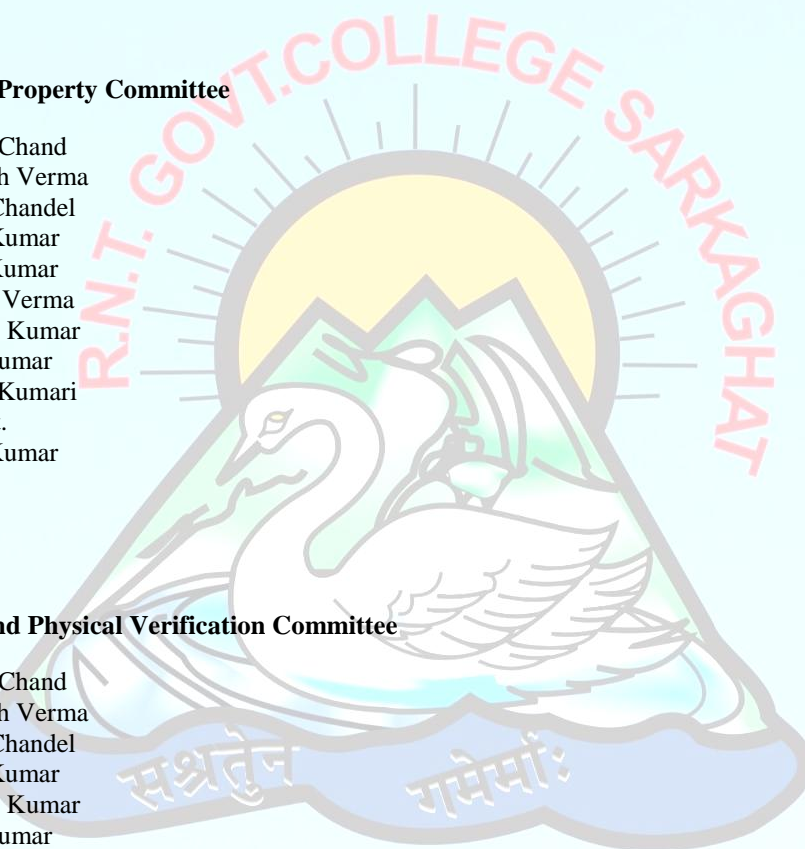 R.N.T. GOVT.COLLEGE SARKAGHAT
Property Committee
Chand
h Verma
Chandel
Kumar
Kumar
Verma
Kumar
umar
Kumari
.
Kumar
nd Physical Verification Committee
Chand
h Verma
Chandel
Kumar
Kumar
umar
सश्रतेन गमेमाः